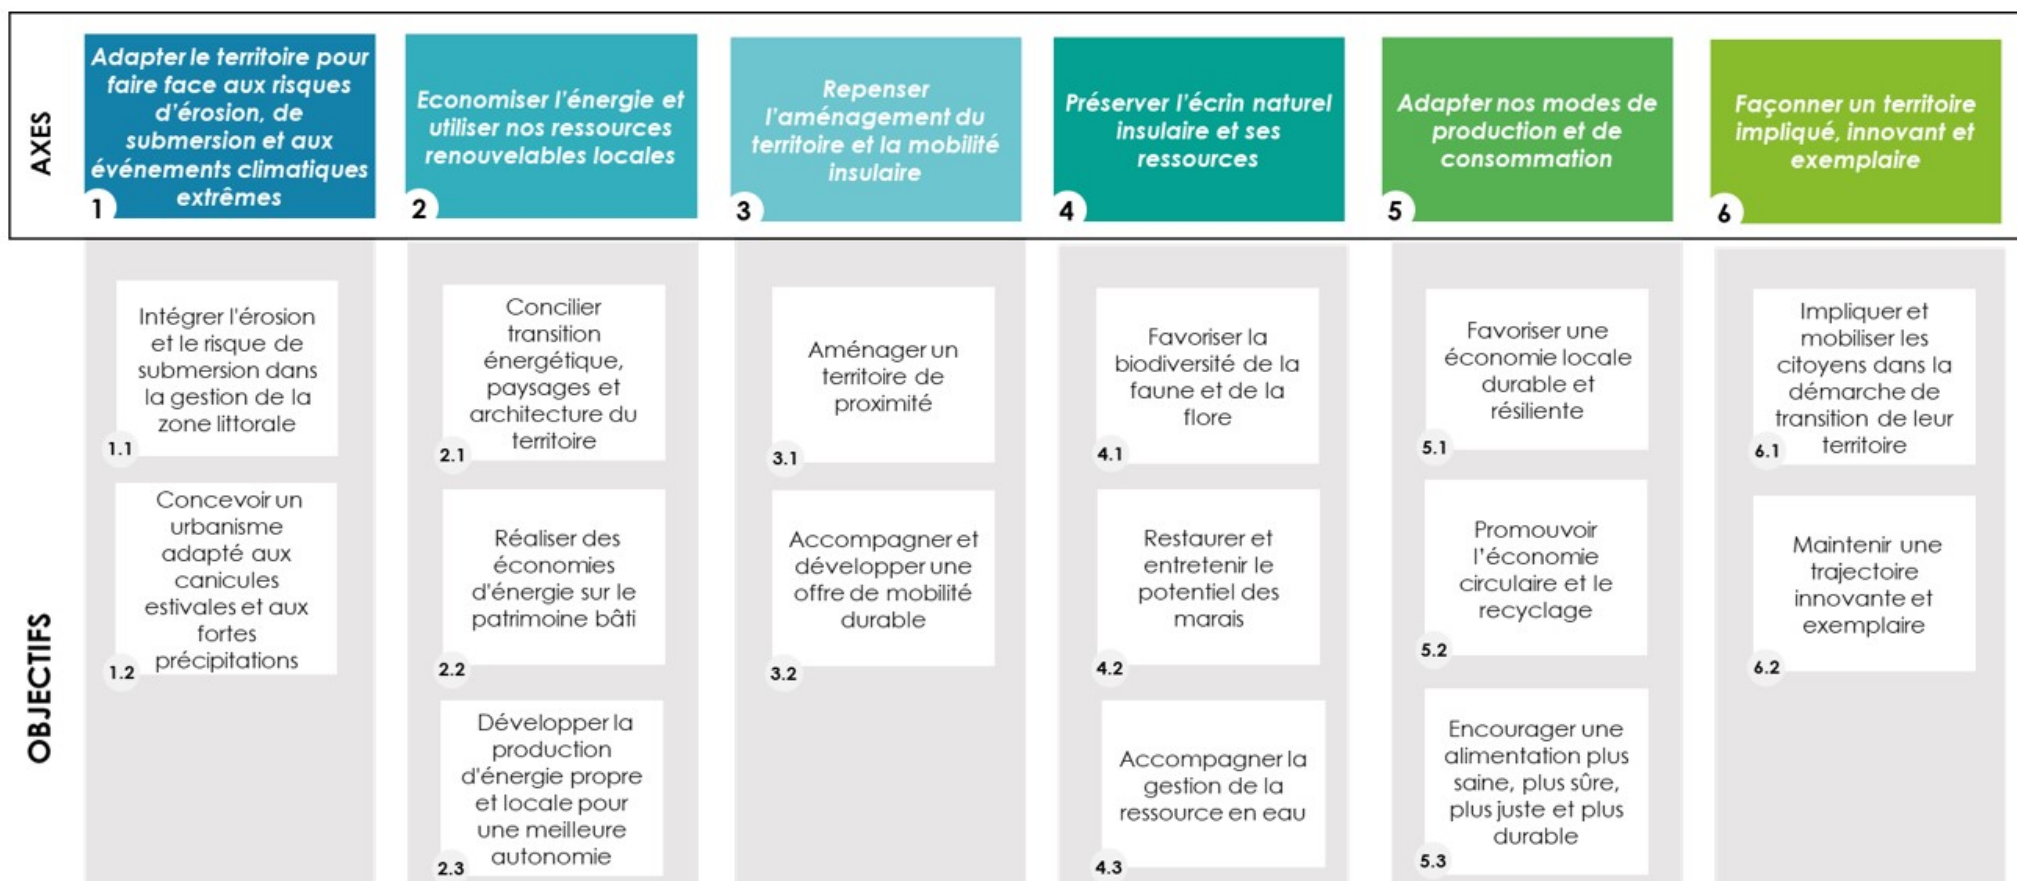 AXES
Adapter le territoire pour
faire face aux risques
d'érosion, de
submersion et aux
événements climatiques
extrêmes
1
Economiser l'énergie et
utiliser nos ressources
renouvelables locales
2
Repenser
l'aménagement du
territoire et la mobilité
insulaire
3
Préserver l'écrin naturel
insulaire et ses
ressources
4
Adapter nos modes de
production et de
consommation
5
Façonner un territoire
impliqué, innovant et
exemplaire
6
OBJECTIFS
Intégrer l'érosion
et le risque de
submersion dans
la gestion de la
zone littorale
1.1
Concevoir un
urbanisme
adapté aux
canicules
estivales et aux
fortes
précipitations
1.2
Concilier
transition
énergétique,
paysages et
architecture du
territoire
2.1
Réaliser des
économies
d'énergie sur le
patrimoine bâti
2.2
Développer la
production
d'énergie propre
et locale pour
une meilleure
autonomie
2.3
Aménager un
territoire de
proximité
3.1
Accompagner et
développer une
offre de mobilité
durable
3.2
Favoriser la
biodiversité de la
faune et de la
flore
4.1
Restaurer et
entretenir le
potentiel des
marais
4.2
Accompagner la
gestion de la
ressource en eau
4.3
Favoriser une
économie locale
durable et
résiliente
5.1
Promouvoir
l'économie
circulaire et le
recyclage
5.2
Encourager une
alimentation plus
saine, plus sûre,
plus juste et plus
durable
5.3
Impliquer et
mobiliser les
citoyens dans la
démarche de
transition de leur
territoire
6.1
Maintenir une
trajectoire
innovante et
exemplaire
6.2